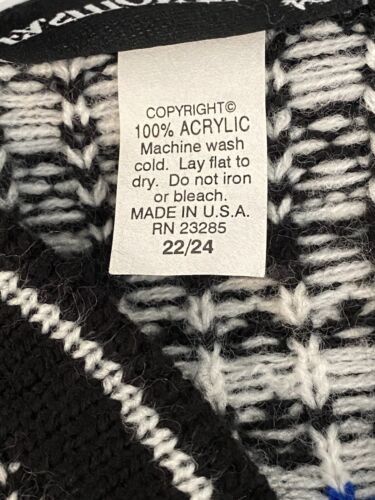 COPYRIGHT©
100% ACRYLIC
Machine wash
cold. Lay flat to
dry. Do not iron
or bleach.
MADE IN U.S.A.
RN 23285
22/24